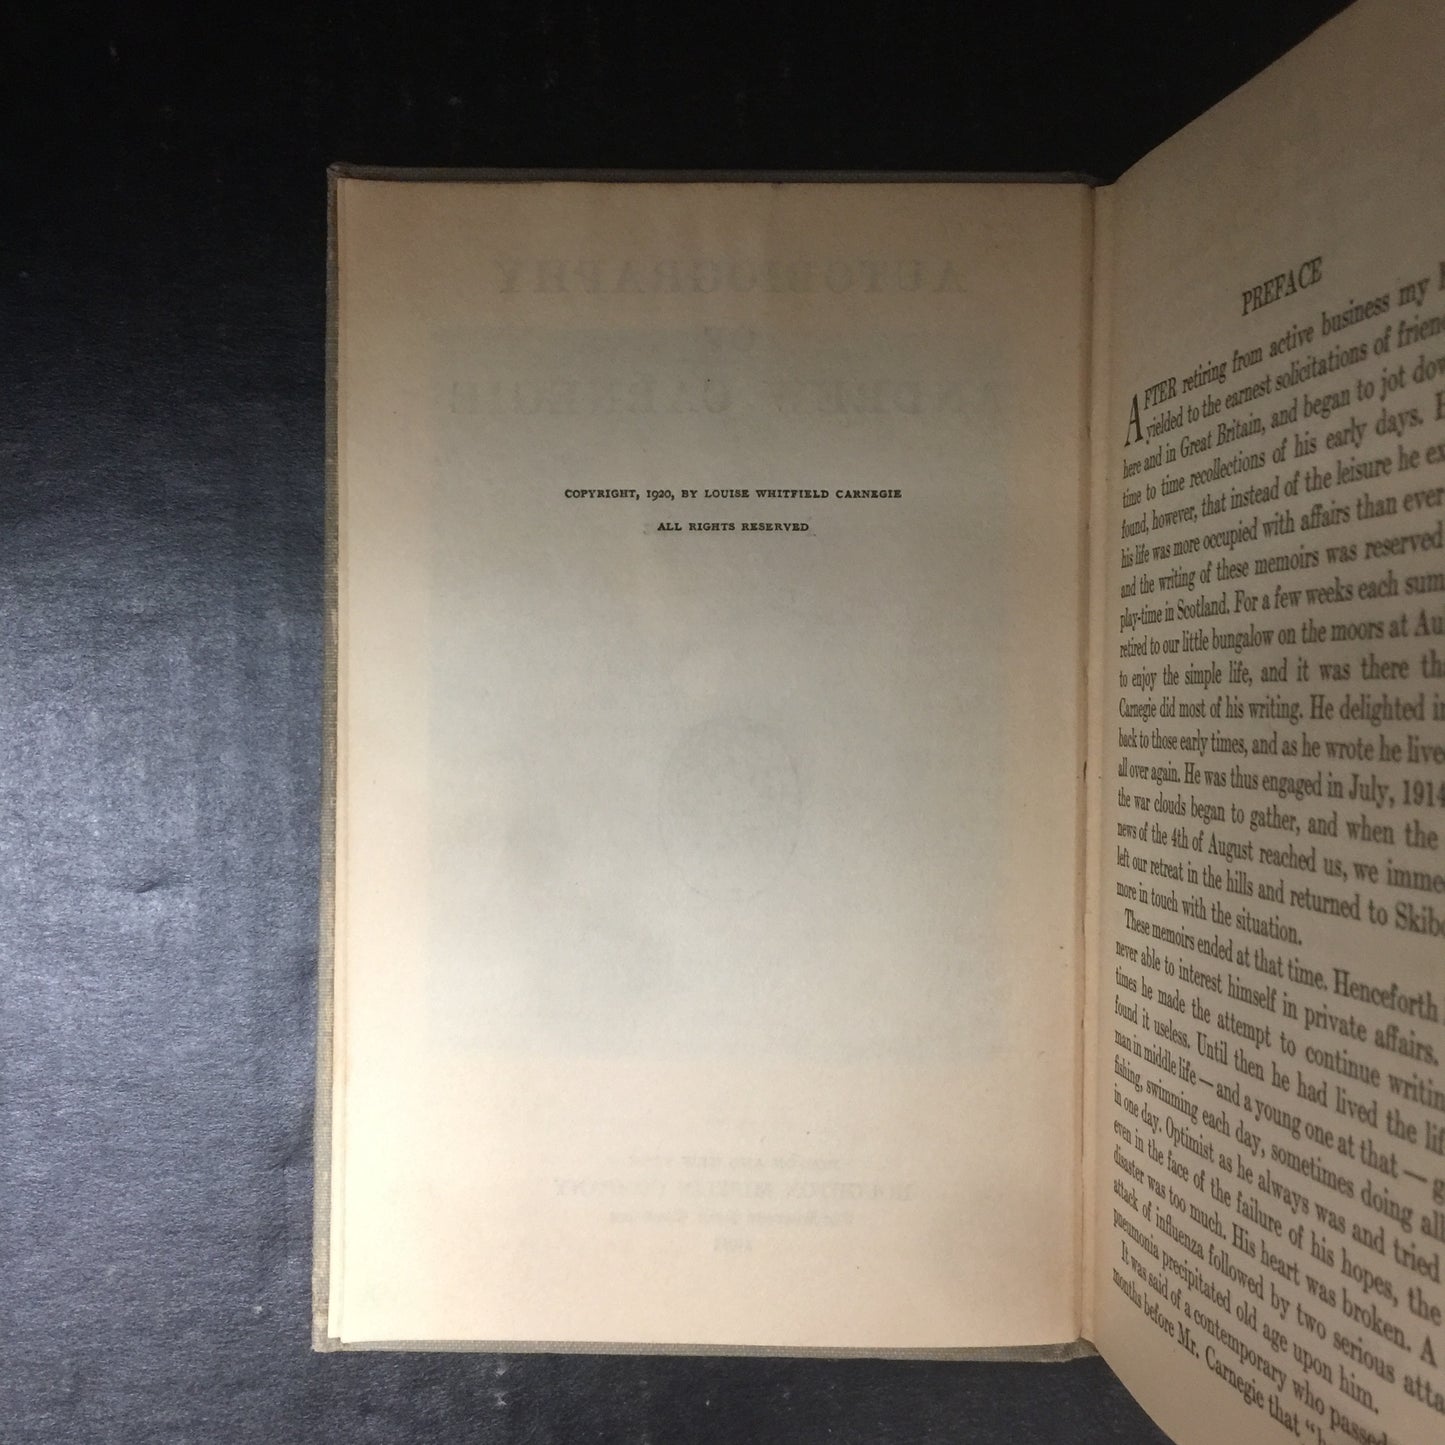 COPYRIGHT, 1920, BY LOUISE WHITFIELD CARNEGIE
ALL RIGHTS RESERVED
PREFACE
AFTER retiring from active business my
yielded to the earnest solicitations of
here and in Great Britain, and began to jot
time to time recollections of his early days.
found, however, that instead of the leisure he
his life was more occupied with affairs than ever
and the writing of these memoirs was reserved
play-time in Scotland. For a few weeks each
retired to our little bungalow on the moors at
to enjoy the simple life, and it was there
Carnegie did most of his writing. He delighted
back to those early times, and as he wrote he
all over again. He was thus engaged in July, 1914
the war clouds began to gather, and when the
news of the 4th of August reached us, we
left our retreat in the hills and returned to
more in touch with the situation.
These memoirs ended at that time. Henceforth
never able to interest himself in private affairs.
times he made the attempt to continue
found it useless. Until then he had lived the
man in middle life — and a young one at that —
fishing, swimming each day, sometimes doing
in one day. Optimist as he always was and tried
even in the face of the failure of his hopes, the
disaster was too much. His heart was broken. A
attack of influenza followed by two serious
pneumonia precipitated old age upon him.
It was said of a contemporary who passed
months before Mr. Carnegie that "
AUTOBIOGRAPHY